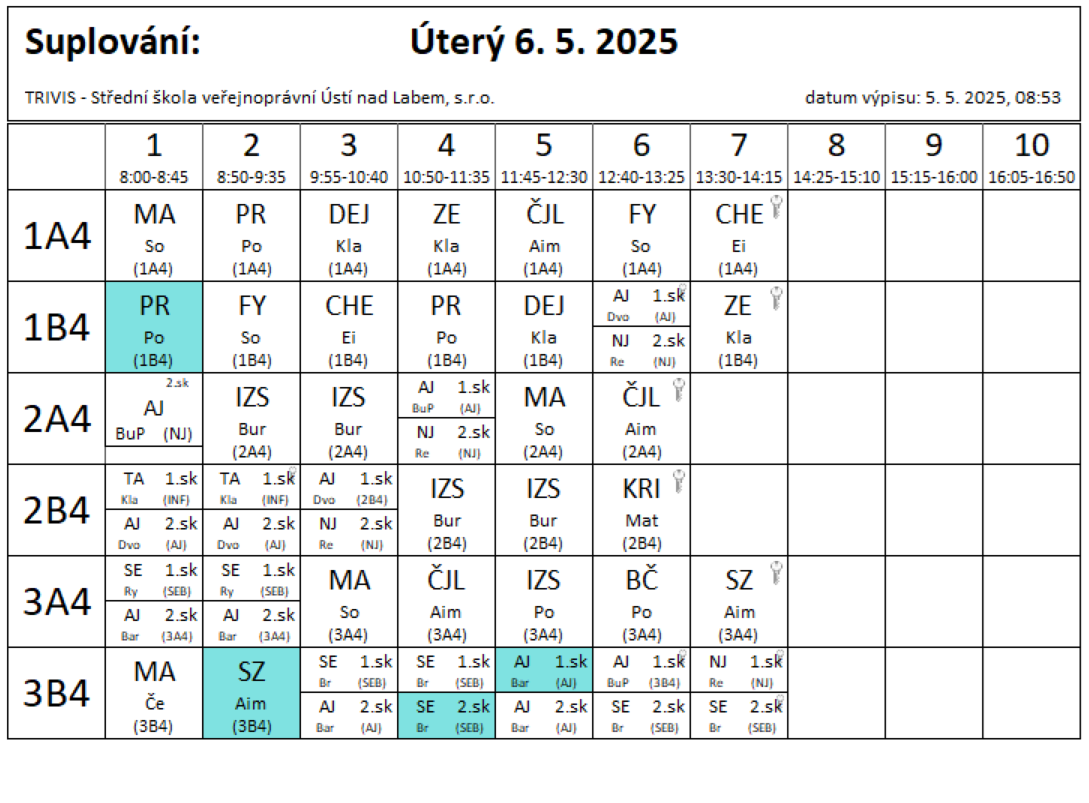 Suplování: Úterý 6. 5. 2025
TRIVIS - Střední škola veřejnoprávní Ústí nad Labem, s.r.o. datum výpisu: 5. 5. 2025, 08:53
1 2 3 4 5 6 7 8 9 10
8:00-8:45 8:50-9:35 9:55-10:40 10:50-11:35 11:45-12:30 12:40-13:25 13:30-14:15 14:25-15:10 15:15-16:00 16:05-16:50
1A4
MA PR DEJ ZE ČJL FY CHE
So Po Kla Kla Aim So Ei
(1A4) (1A4) (1A4) (1A4) (1A4) (1A4) (1A4)
1B4
PR FY CHE PR DEJ AJ 1.sk ZE
Po So Ei Po Kla Dvo (AJ) Kla
(1B4) (1B4) (1B4) (1B4) (1B4) NJ 2.sk (1B4)
Re (NJ)
2A4
2.sk
AJ IZS IZS AJ 1.sk MA ČJL
BuP (NJ) Bur Bur BuP (AJ) So Aim
(2A4) (2A4) NJ 2.sk (2A4) (2A4)
Re (NJ)
2B4
TA 1.sk TA 1.sk AJ 1.sk IZS IZS KRI
Kla (INF) Kla (INF) Dvo (2B4) Bur Bur Mat
AJ 2.sk AJ 2.sk NJ 2.sk (2B4) (2B4) (2B4)
Dvo (AJ) Dvo (AJ) Re (NJ)
3A4
SE 1.sk SE 1.sk MA ČJL IZS BČ SZ
Ry (SEB) Ry (SEB) So Aim Po Po Aim
AJ 2.sk AJ 2.sk (3A4) (3A4) (3A4) (3A4) (3A4)
Bar (3A4) Bar (3A4)
3B4
MA SZ SE 1.sk SE 1.sk AJ 1.sk AJ 1.sk NJ 1.sk
Če Aim Br (SEB) Br (SEB) Bar (AJ) BuP (3B4) Re (NJ)
(3B4) (3B4) AJ 2.sk SE 2.sk AJ 2.sk SE 2.sk SE 2.sk
Bar (AJ) Br (SEB) Bar (AJ) Br (SEB) Br (SEB)